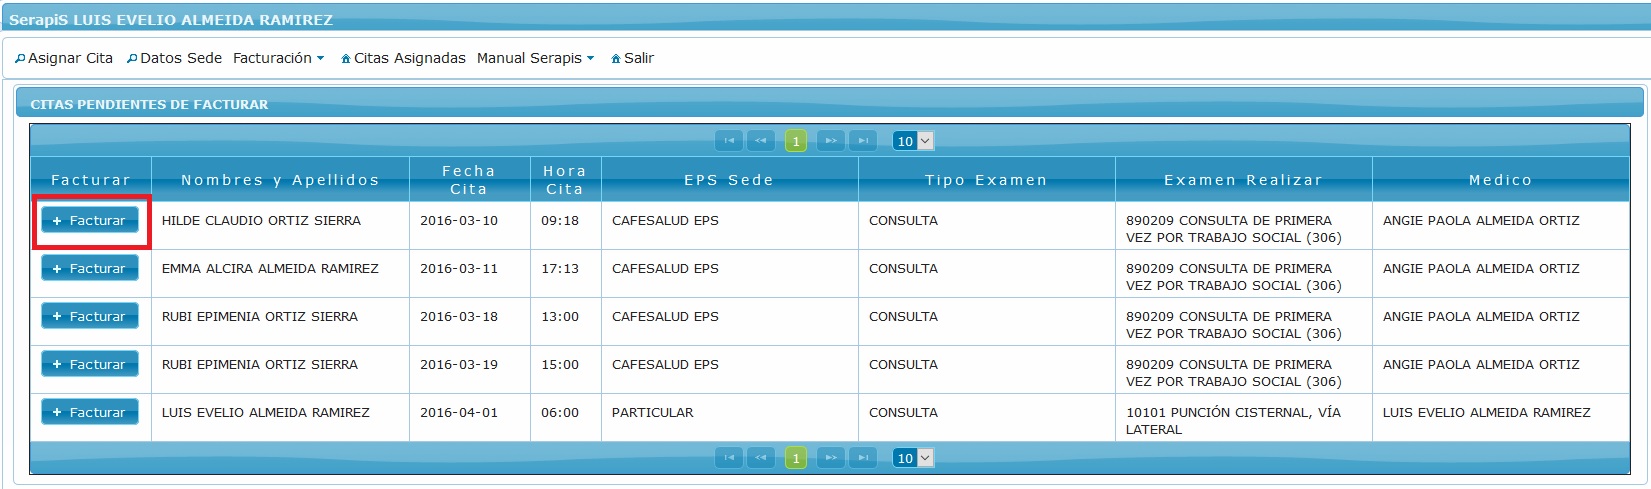 SerapiS LUIS EVELIO ALMEIDA RAMIREZ
Asignar Cita Datos Sede Facturación Citas Asignadas Manual Serapis Salir
CITAS PENDIENTES DE FACTURAR
1 10
Facturar Nombres y Apellidos Fecha Cita Hora Cita EPS Sede Tipo Examen Examen Realizar Medico
+ Facturar HILDE CLAUDIO ORTIZ SIERRA 2016-03-10 09:18 CAFESALUD EPS CONSULTA 890209 CONSULTA DE PRIMERA ANGIE PAOLA ALMEIDA ORTIZ
VEZ POR TRABAJO SOCIAL (306)
+ Facturar EMMA ALCIRA ALMEIDA RAMIREZ 2016-03-11 17:13 CAFESALUD EPS CONSULTA 890209 CONSULTA DE PRIMERA ANGIE PAOLA ALMEIDA ORTIZ
VEZ POR TRABAJO SOCIAL (306)
+ Facturar RUBI EPIMENIA ORTIZ SIERRA 2016-03-18 13:00 CAFESALUD EPS CONSULTA 890209 CONSULTA DE PRIMERA ANGIE PAOLA ALMEIDA ORTIZ
VEZ POR TRABAJO SOCIAL (306)
+ Facturar RUBI EPIMENIA ORTIZ SIERRA 2016-03-19 15:00 CAFESALUD EPS CONSULTA 890209 CONSULTA DE PRIMERA ANGIE PAOLA ALMEIDA ORTIZ
VEZ POR TRABAJO SOCIAL (306)
+ Facturar LUIS EVELIO ALMEIDA RAMIREZ 2016-04-01 06:00 PARTICULAR CONSULTA 10101 PUNCIÓN CISTERNAL, VÍA LUIS EVELIO ALMEIDA RAMIREZ
LATERAL
1 10